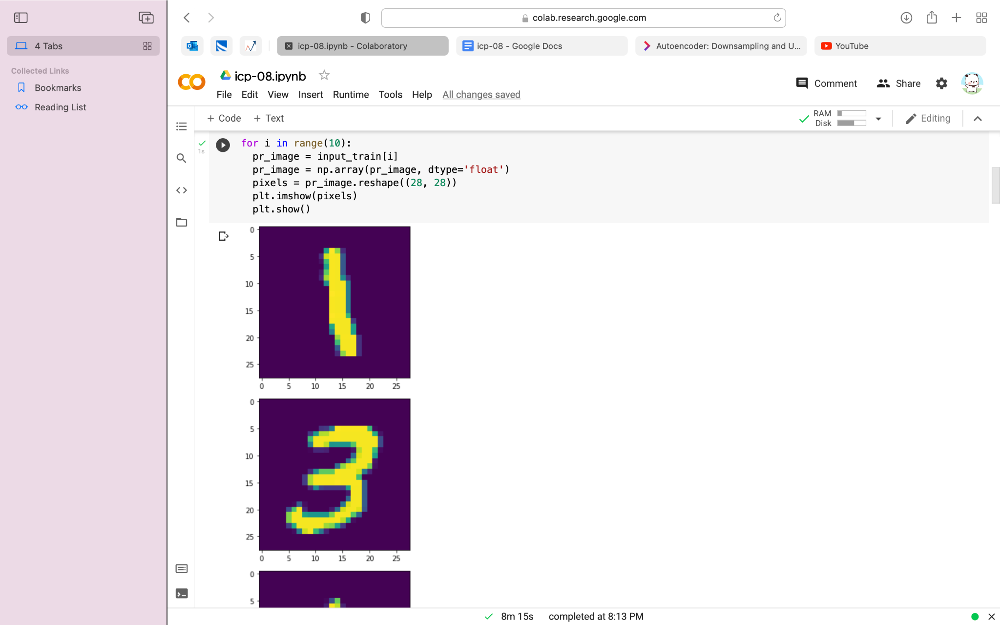 4 Tabs
Collected Links
Bookmarks
Reading List
colab.research.google.com
icp-08.ipynb - Colaboratory
icp-08 - Google Docs
Autoencoder: Downsampling and U...
YouTube
icp-08.ipynb
Comment
Share
File Edit View Insert Runtime Tools Help All changes saved
+ Code + Text
RAM
Disk
Editing
1s
for i in range(10):
pr_image = input_train[i]
pr_image = np.array(pr_image, dtype='float')
pixels = pr_image.reshape((28, 28))
plt.imshow(pixels)
plt.show()
0
5
10
15
20
25
0 5 10 15 20 25
0
5
10
15
20
25
0 5 10 15 20 25
0
5
8m 15s completed at 8:13 PM